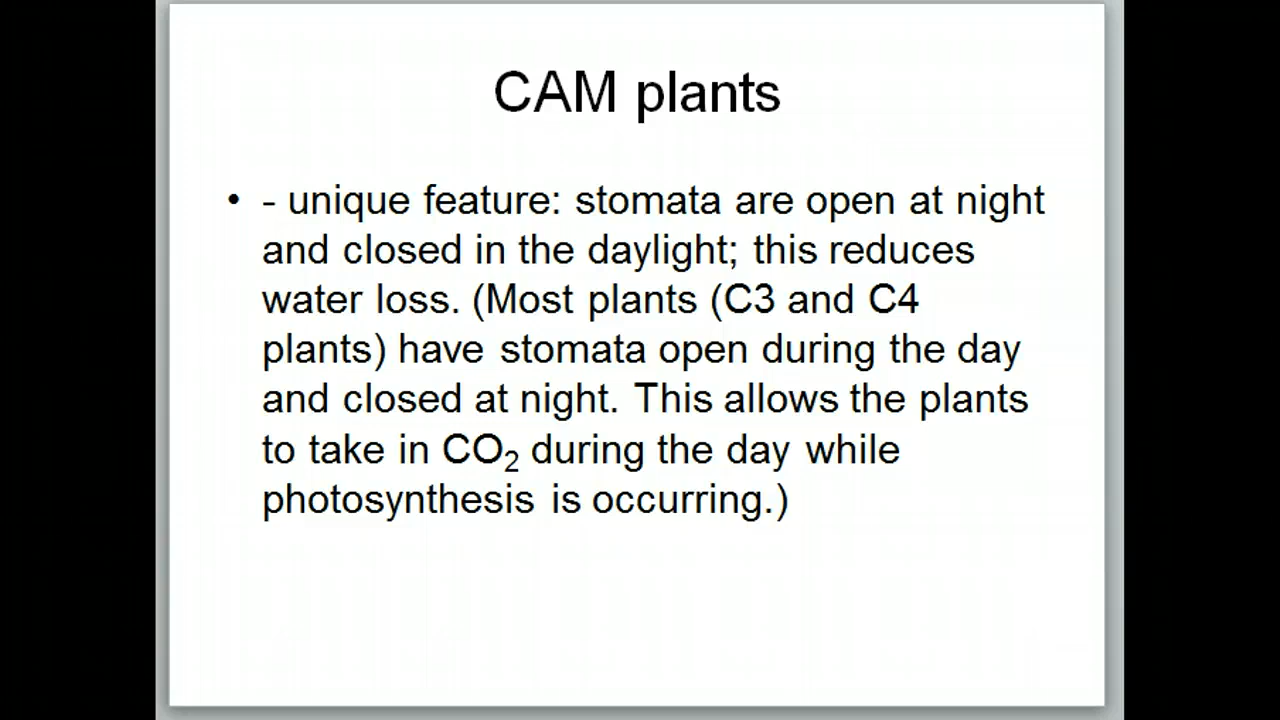 CAM plants
• - unique feature: stomata are open at night
and closed in the daylight; this reduces
water loss. (Most plants (C3 and C4
plants) have stomata open during the day
and closed at night. This allows the plants
to take in CO₂ during the day while
photosynthesis is occurring.)